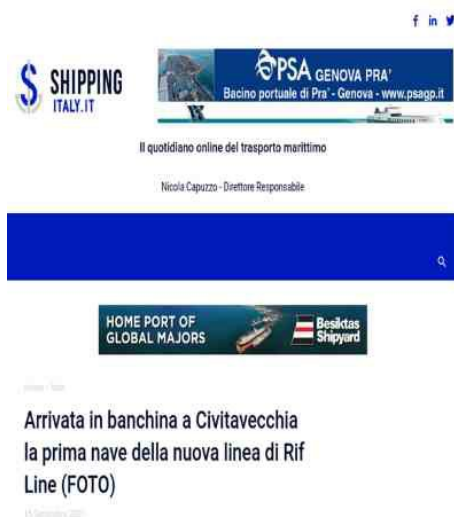 f in
SHIPPING
ITALY.IT
PSA GENOVA PRA'
Bacino portuale di Pra' - Genova - www.psagp.it
Il quotidiano online del trasporto marittimo
Nicola Capuzzo - Direttore Responsabile
HOME PORT OF
GLOBAL MAJORS
Besiktas
Shipyard
Arrivata in banchina a Civitavecchia
la prima nave della nuova linea di Rif
Line (FOTO)